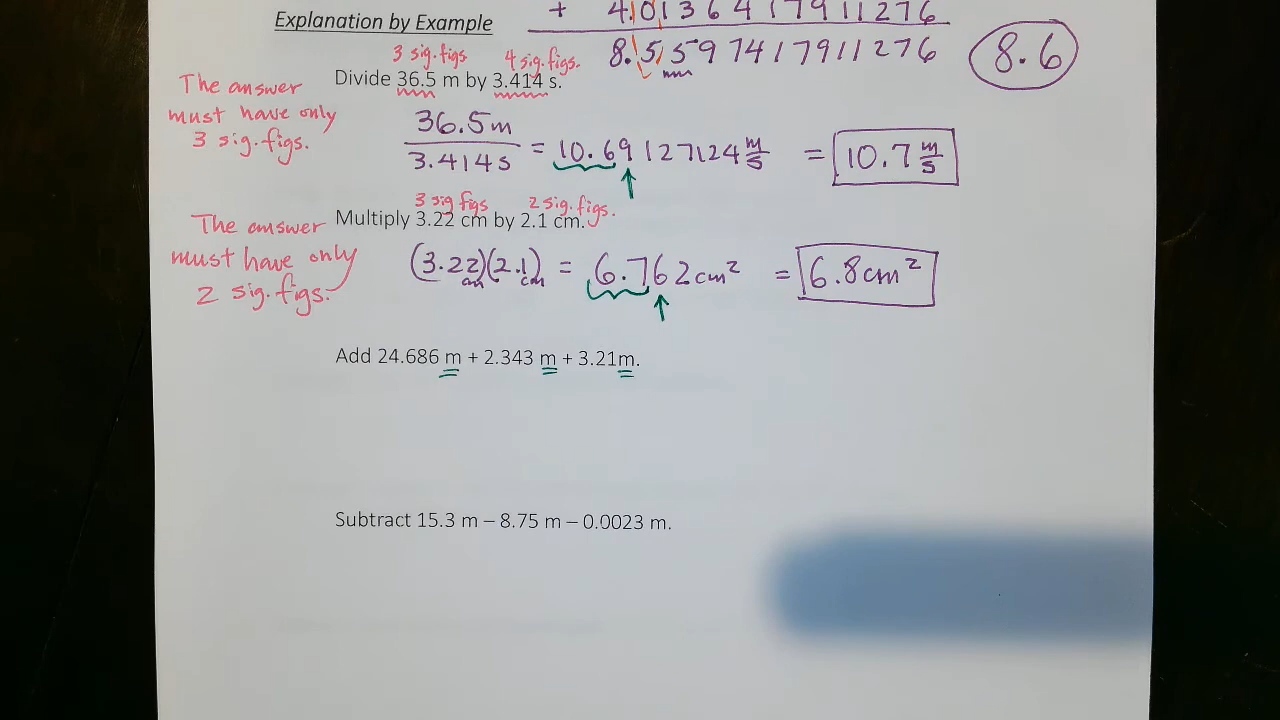 + 4.01364179 11276
Explanation by Example
8.5597417911276
8.6
3 sig.figs 4 sig.figs.
Divide 36.5 m by 3.414 s.
The answer
must have only
3 sig.figs.
36.5m
3.414s
= 10.69127124 m/s = 10.7 m/s
3 sig figs 2 sig.figs.
Multiply 3.22 cm by 2.1 cm.
The answer
must have only
2 sig.figs.
(3.22)(2.1) = 6.762cm² = 6.8cm²
cm cm
Add 24.686 m + 2.343 m + 3.21m.
Subtract 15.3 m – 8.75 m – 0.0023 m.